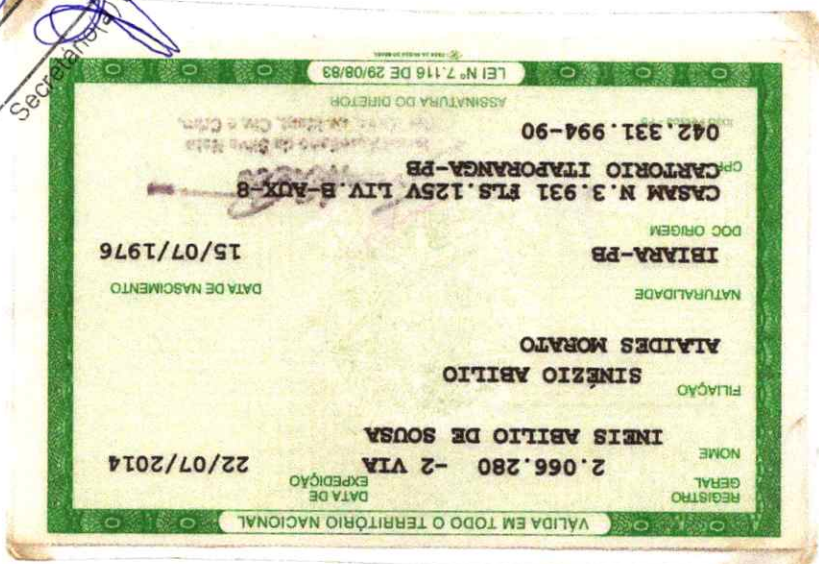 VÁLIDA EM TODO O TERRITÓRIO NACIONAL
REGISTRO GERAL 2.066.280 -2 VIA DATA DE EXPEDIÇÃO 22/07/2014
NOME
INEIS ABILIO DE SOUSA
FILIAÇÃO
SINÉZIO ABILIO
ALAIDES MORATO
NATURALIDADE DATA DE NASCIMENTO
IBIARA-PB 15/07/1976
DOC ORIGEM
CASAM N.3.931 FLS.125V LIV.B-AUX-8
CARTORIO ITAPORANGA-PB
CPF
042.331.994-90
ASSINATURA DO DIRETOR
LEI Nº 7.116 DE 29/08/83
Secretário(a)